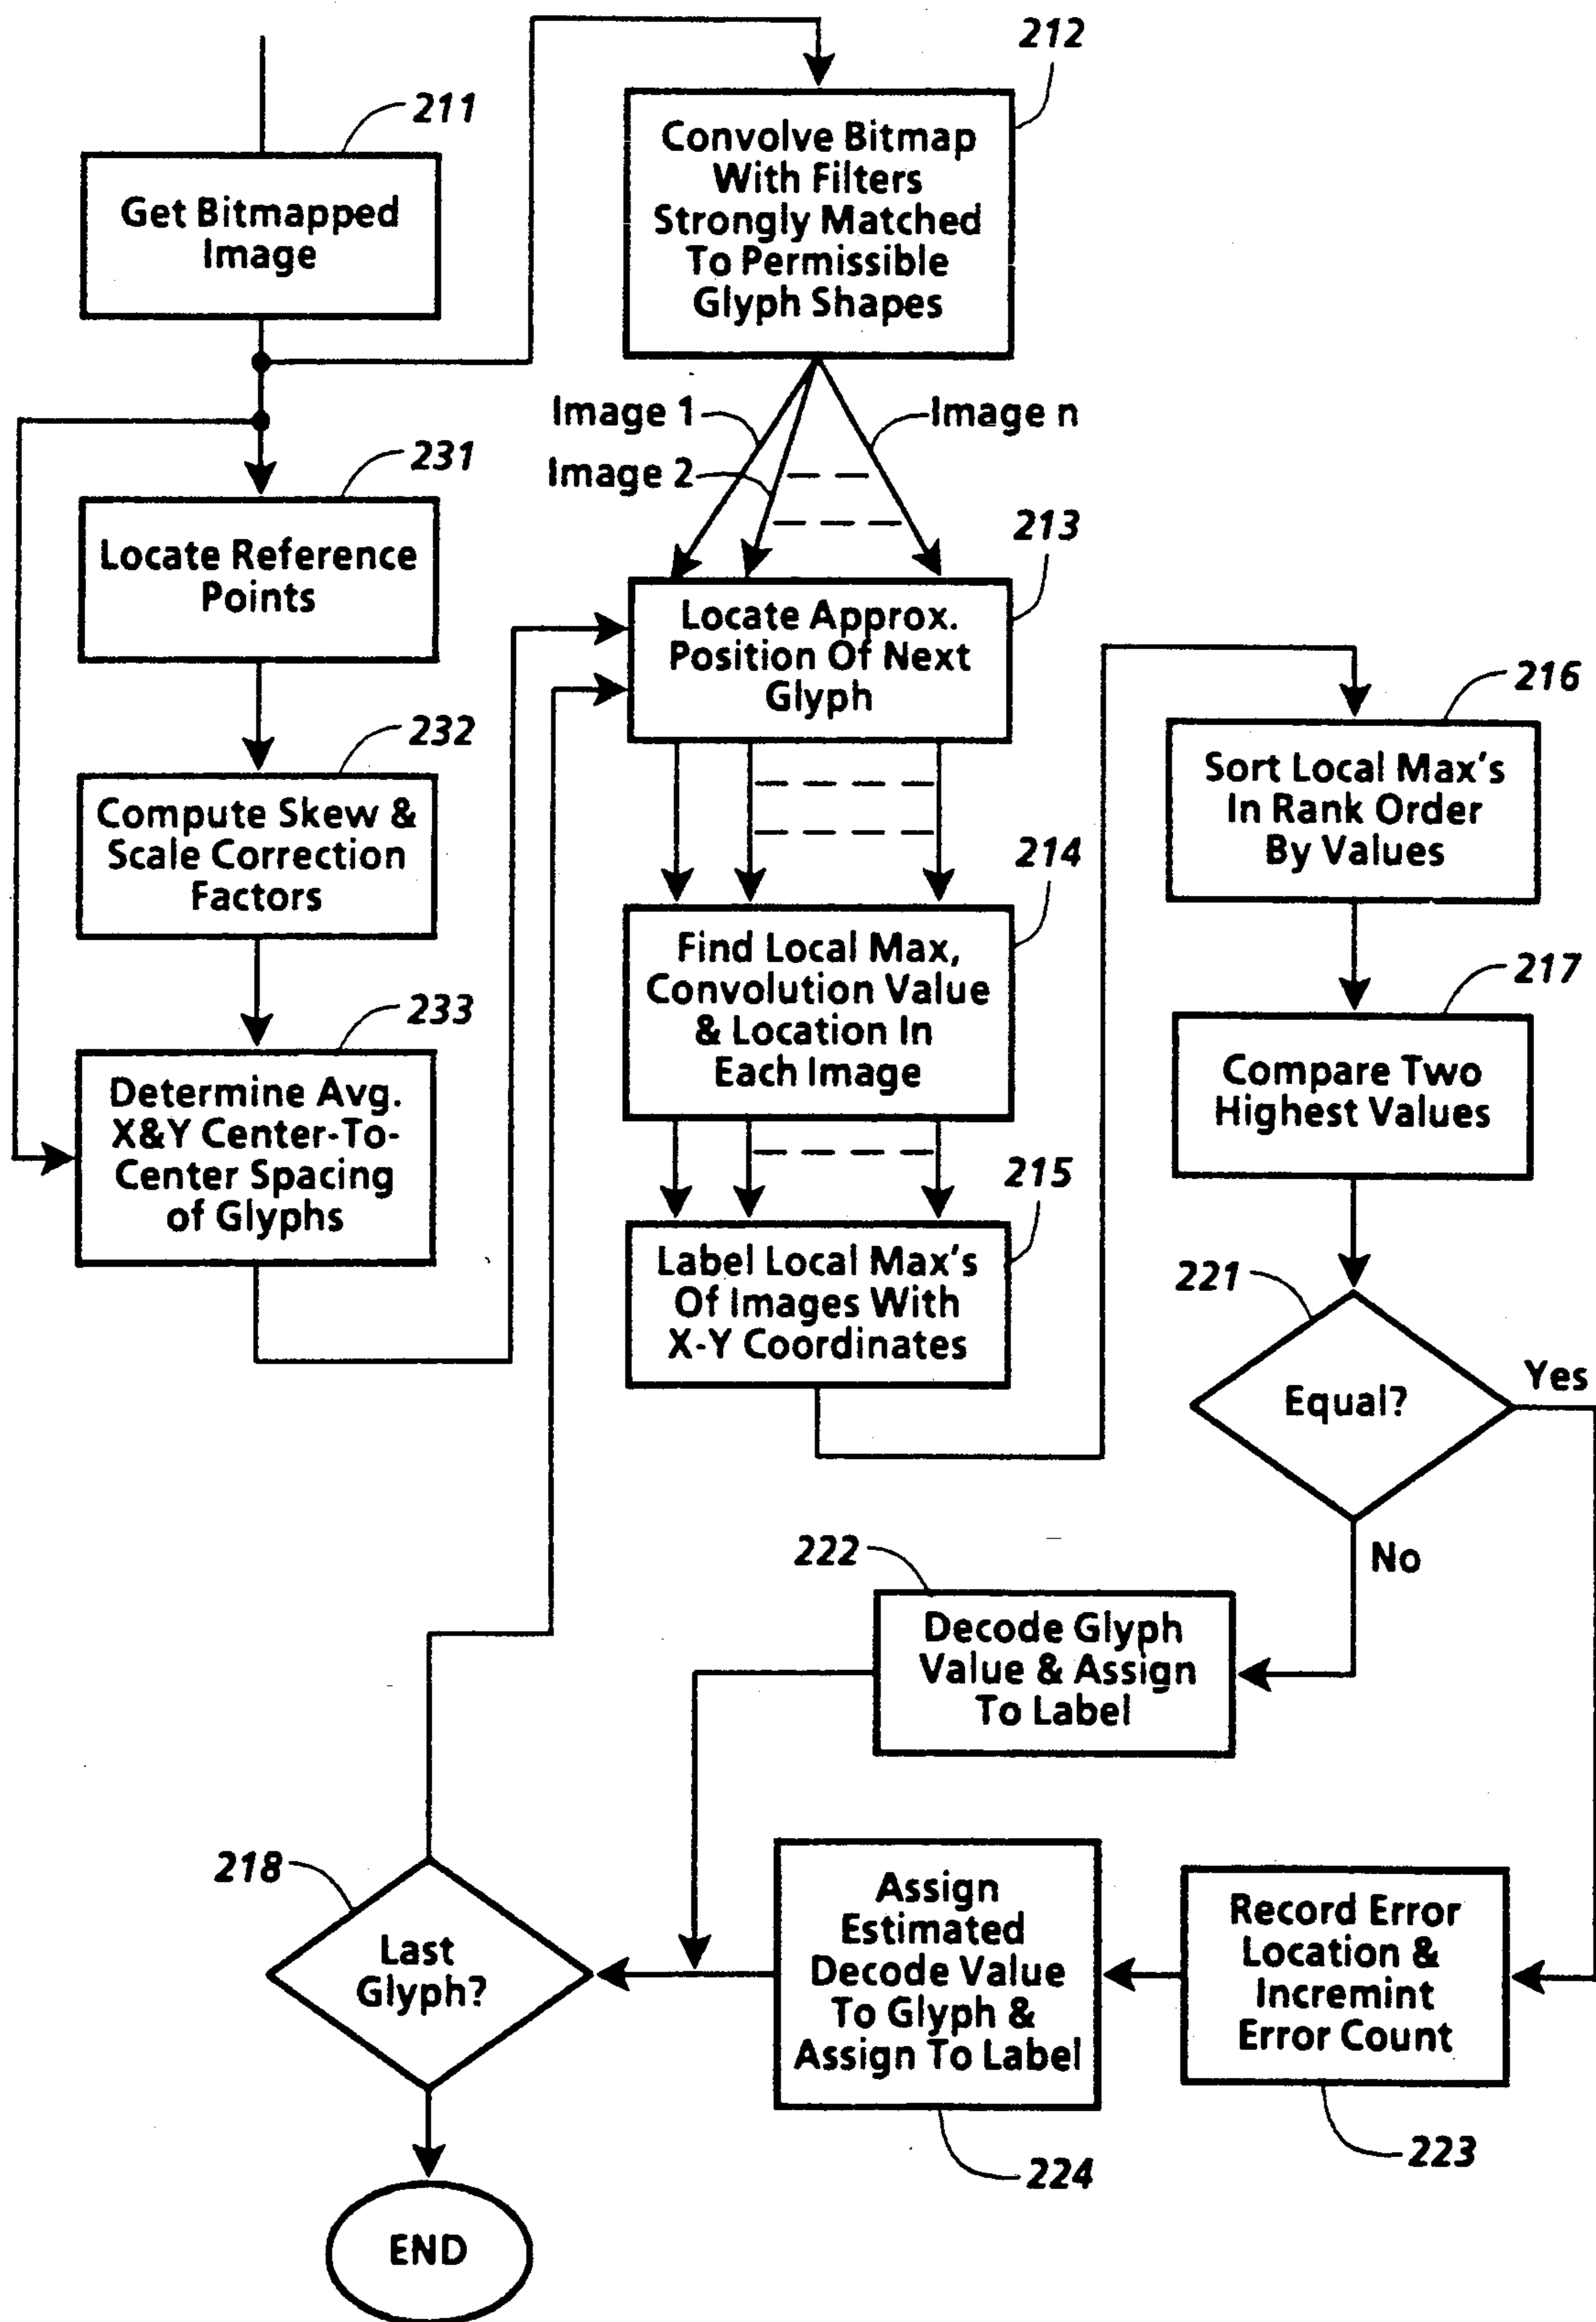 211
Get Bitmapped
Image
231
Locate Reference
Points
232
Compute Skew &
Scale Correction
Factors
233
Determine Avg.
X&Y Center-To-
Center Spacing
of Glyphs
212
Convolve Bitmap
With Filters
Strongly Matched
To Permissible
Glyph Shapes
Image 1
Image n
Image 2
213
Locate Approx.
Position Of Next
Glyph
214
Find Local Max,
Convolution Value
& Location In
Each Image
215
Label Local Max's
Of Images With
X-Y Coordinates
216
Sort Local Max's
In Rank Order
By Values
217
Compare Two
Highest Values
221
Equal?
Yes
No
222
Decode Glyph
Value & Assign
To Label
Record Error
Location &
Incremint
Error Count
223
Assign
Estimated
Decode Value
To Glyph &
Assign To Label
224
218
Last
Glyph?
END